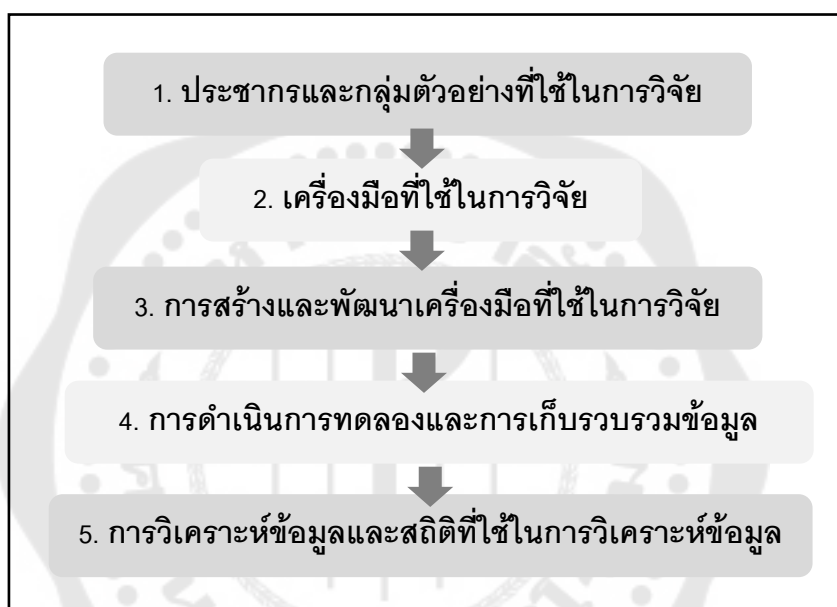 1. ประชากรและกลุ่มตัวอย่างที่ใช้ในการวิจัย
2. เครื่องมือที่ใช้ในการวิจัย
3. การสร้างและพัฒนาเครื่องมือที่ใช้ในการวิจัย
4. การดำเนินการทดลองและการเก็บรวบรวมข้อมูล
5. การวิเคราะห์ข้อมูลและสถิติที่ใช้ในการวิเคราะห์ข้อมูล